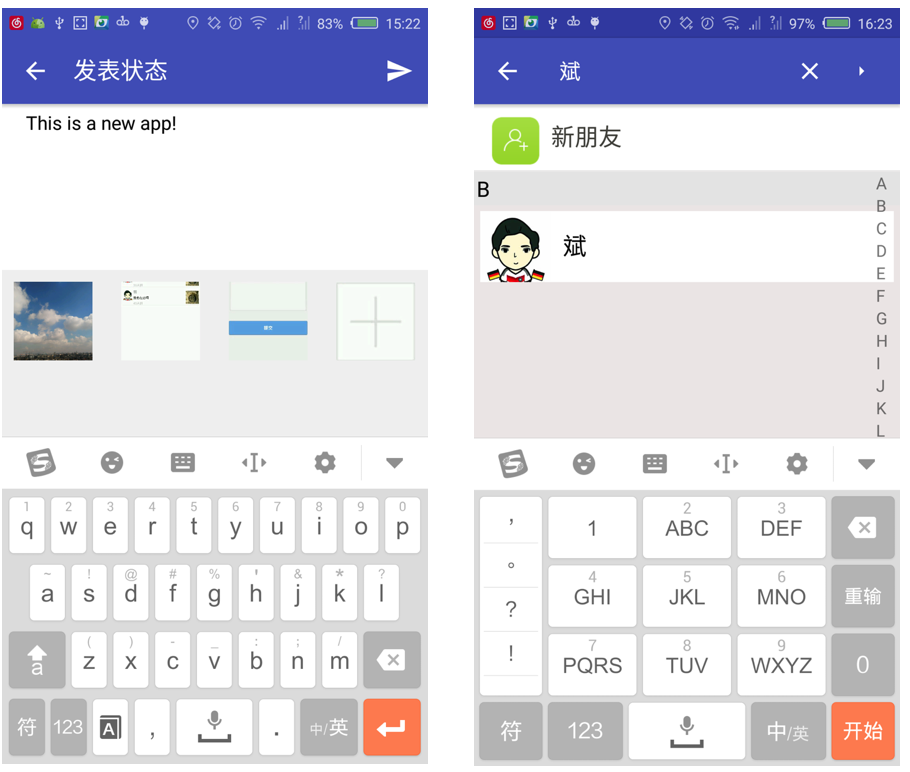 83% 15:22
发表状态
This is a new app!
1 2 3 4 5 6 7 8 9 0
q w e r t y u i o p
~ ! @ # % ' & * ?
a s d f g h j k l
( ) - _ : ; /
a z x c v b n m
符 123 A , . 中/英
97% 16:23
斌
新朋友
B
斌
A
B
C
D
E
F
G
H
I
J
K
L
, 1 2 ABC 3 DEF
。 4 GHI 5 JKL 6 MNO 重输
?
! 7 PQRS 8 TUV 9 WXYZ 0
符 123 中/英 开始